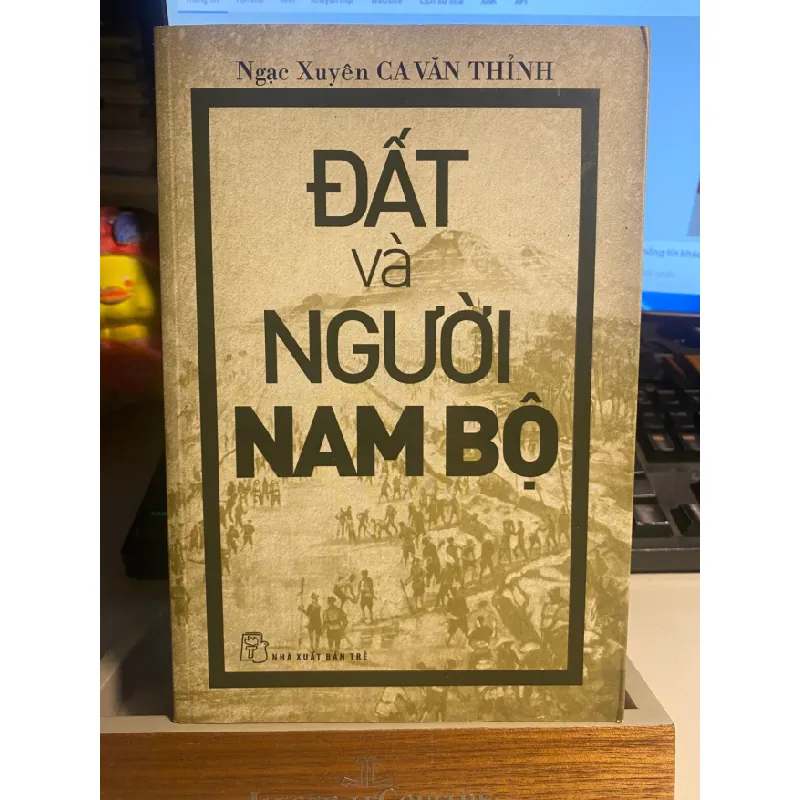 Ngạc Xuyên CA VĂN THỈNH
ĐẤT
và
NGƯỜI
NAM BỘ
NHÀ XUẤT BẢN TRẺ